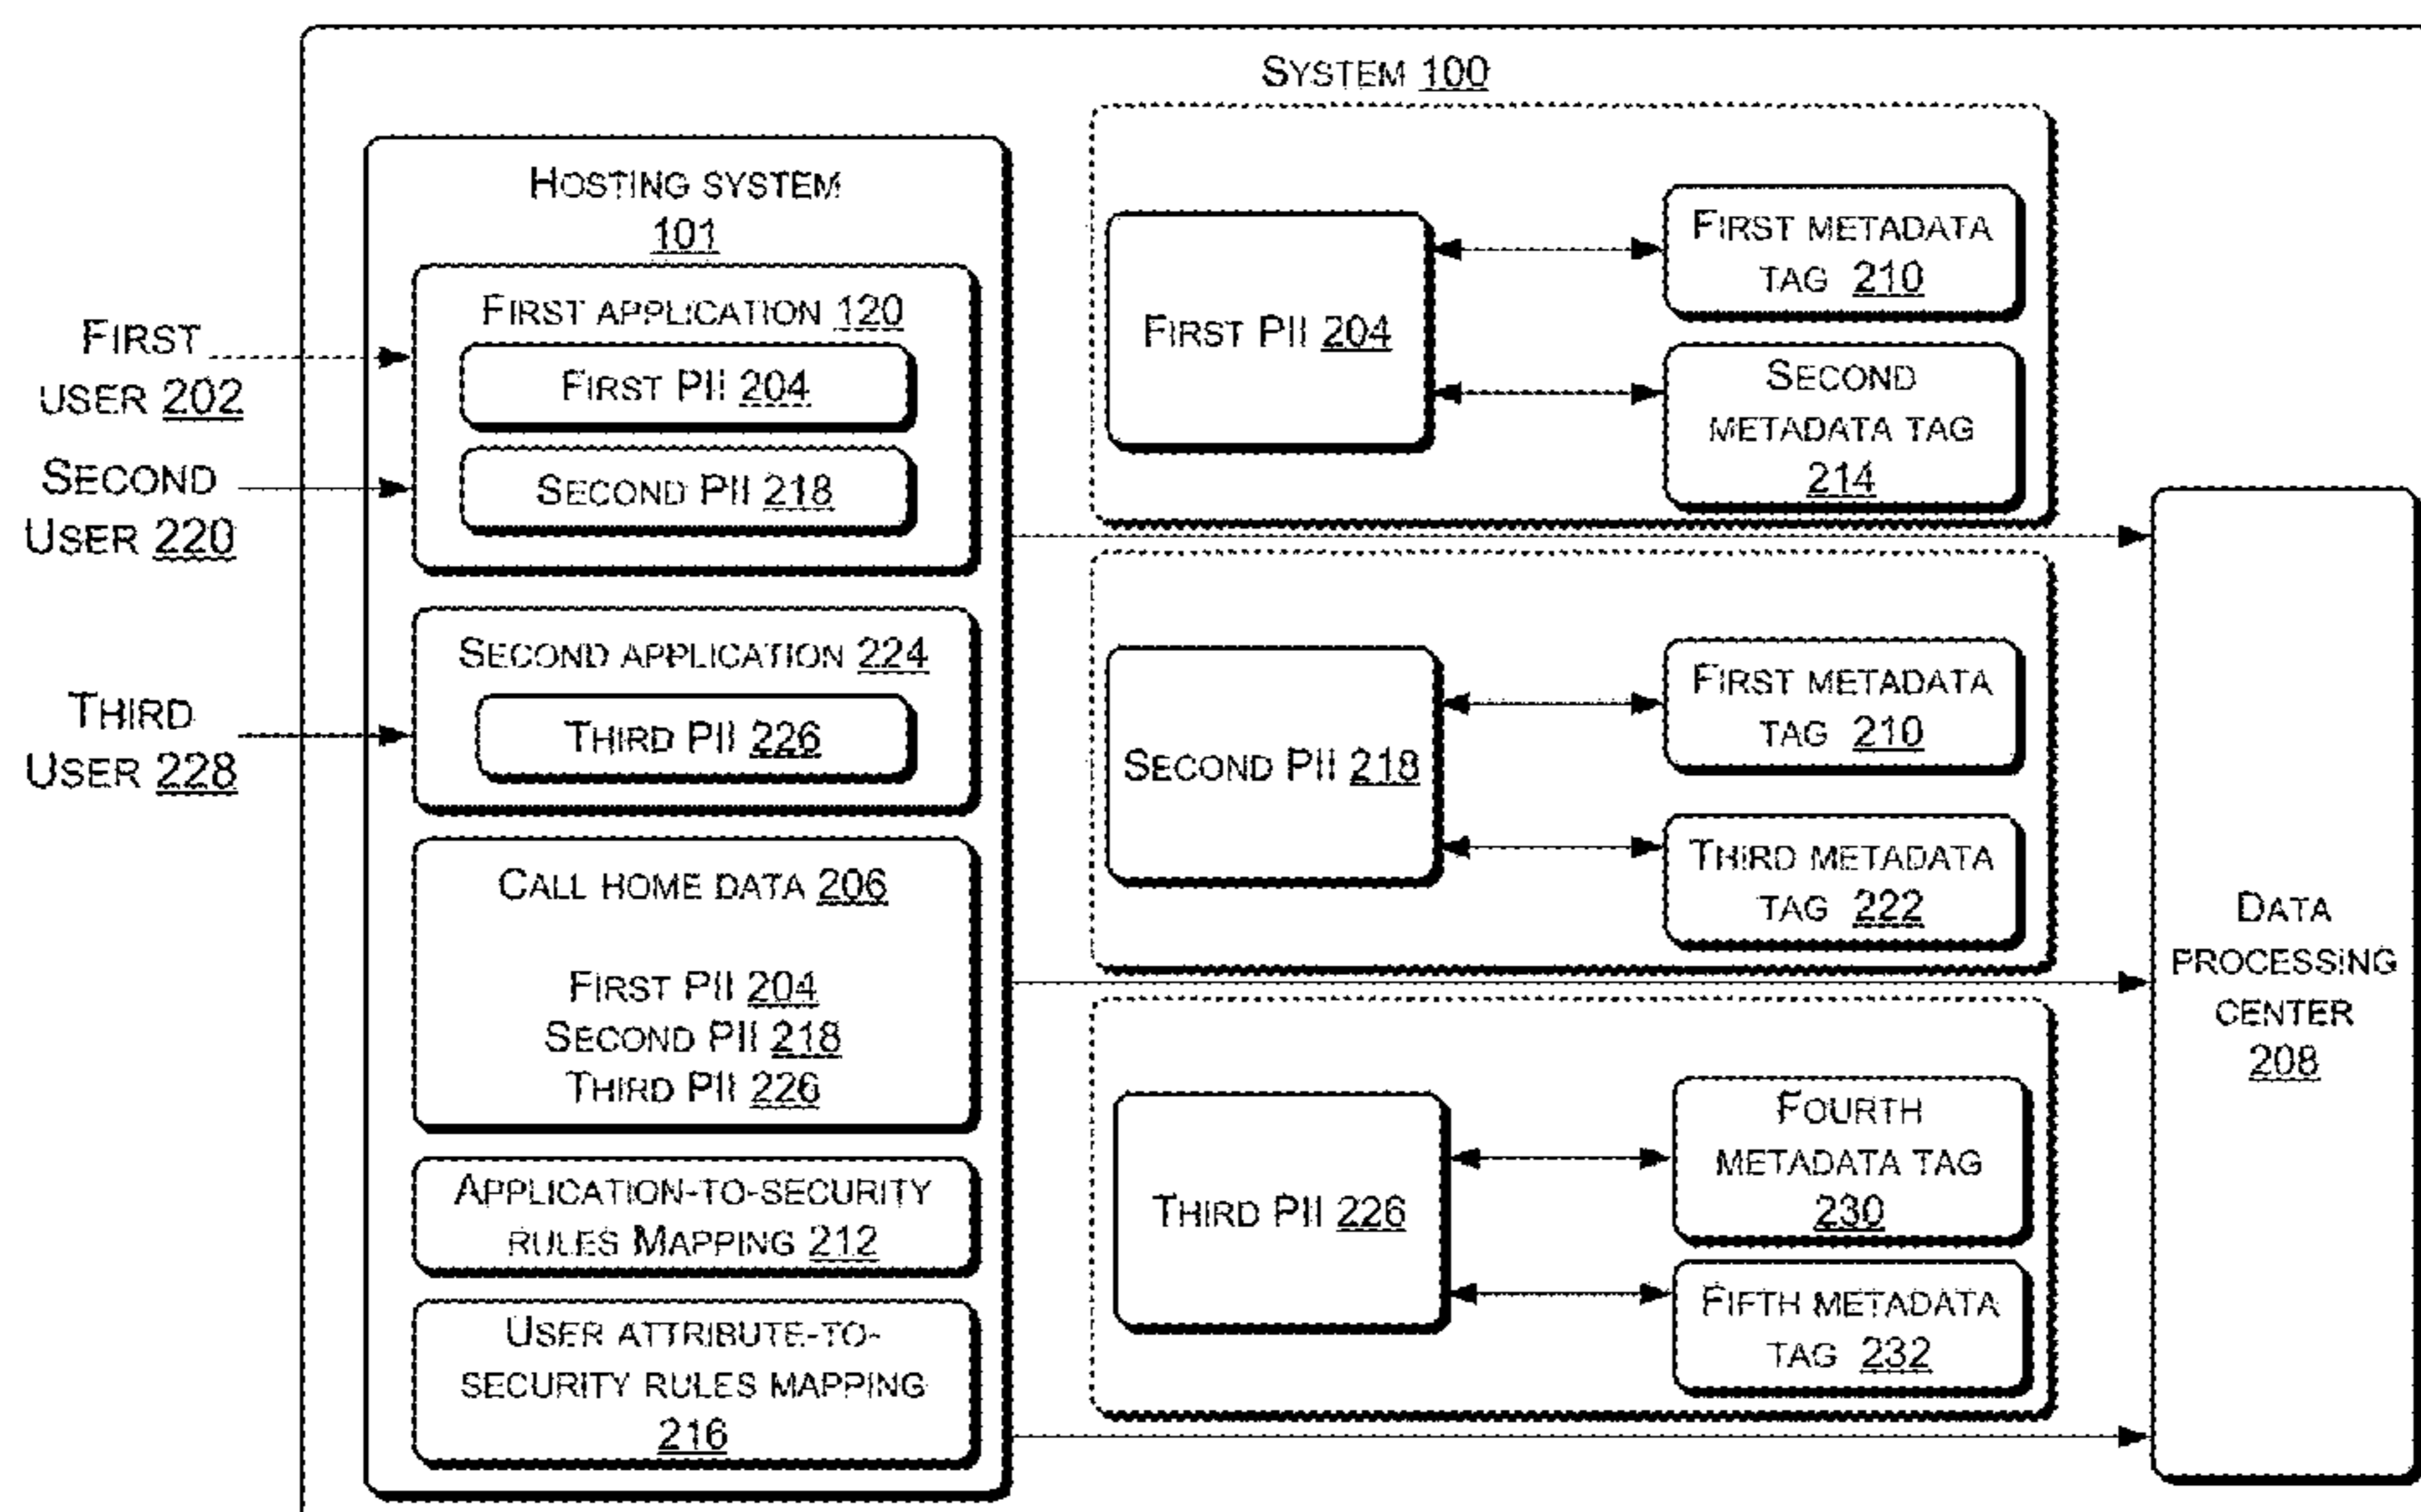 SYSTEM 100
HOSTING SYSTEM
101
FIRST APPLICATION 120
FIRST PII 204
SECOND PII 218
FIRST
USER 202
SECOND
USER 220
SECOND APPLICATION 224
THIRD PII 226
THIRD
USER 228
CALL HOME DATA 206
FIRST PII 204
SECOND PII 218
THIRD PII 226
APPLICATION-TO-SECURITY
RULES MAPPING 212
USER ATTRIBUTE-TO-
SECURITY RULES MAPPING
216
FIRST PII 204
FIRST METADATA
TAG 210
SECOND
METADATA TAG
214
SECOND PII 218
FIRST METADATA
TAG 210
THIRD METADATA
TAG 222
THIRD PII 226
FOURTH
METADATA TAG
230
FIFTH METADATA
TAG 232
DATA
PROCESSING
CENTER
208